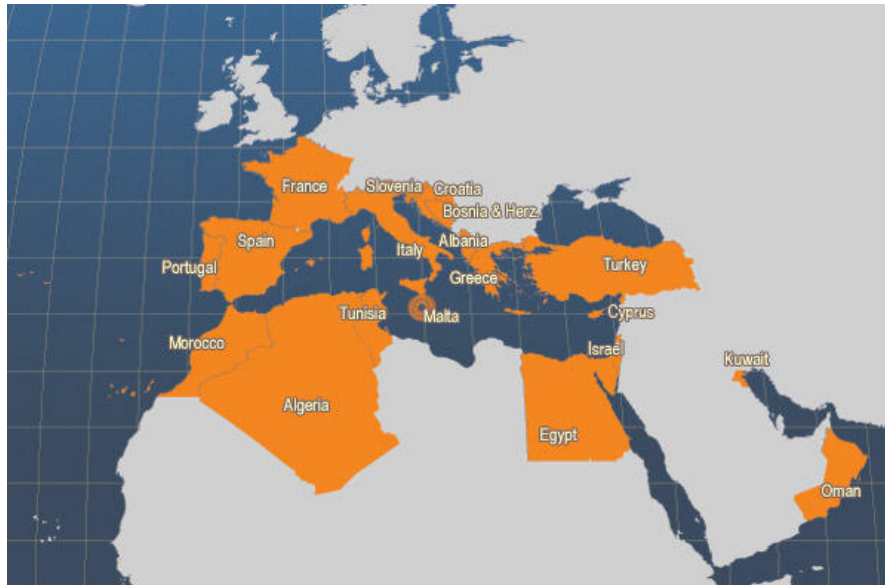 France
Slovenia
Croatia
Bosnia & Herz.
Spain
Italy
Albania
Portugal
Greece
Turkey
Tunisia
Malta
Cyprus
Morocco
Israel
Kuwait
Algeria
Egypt
Oman